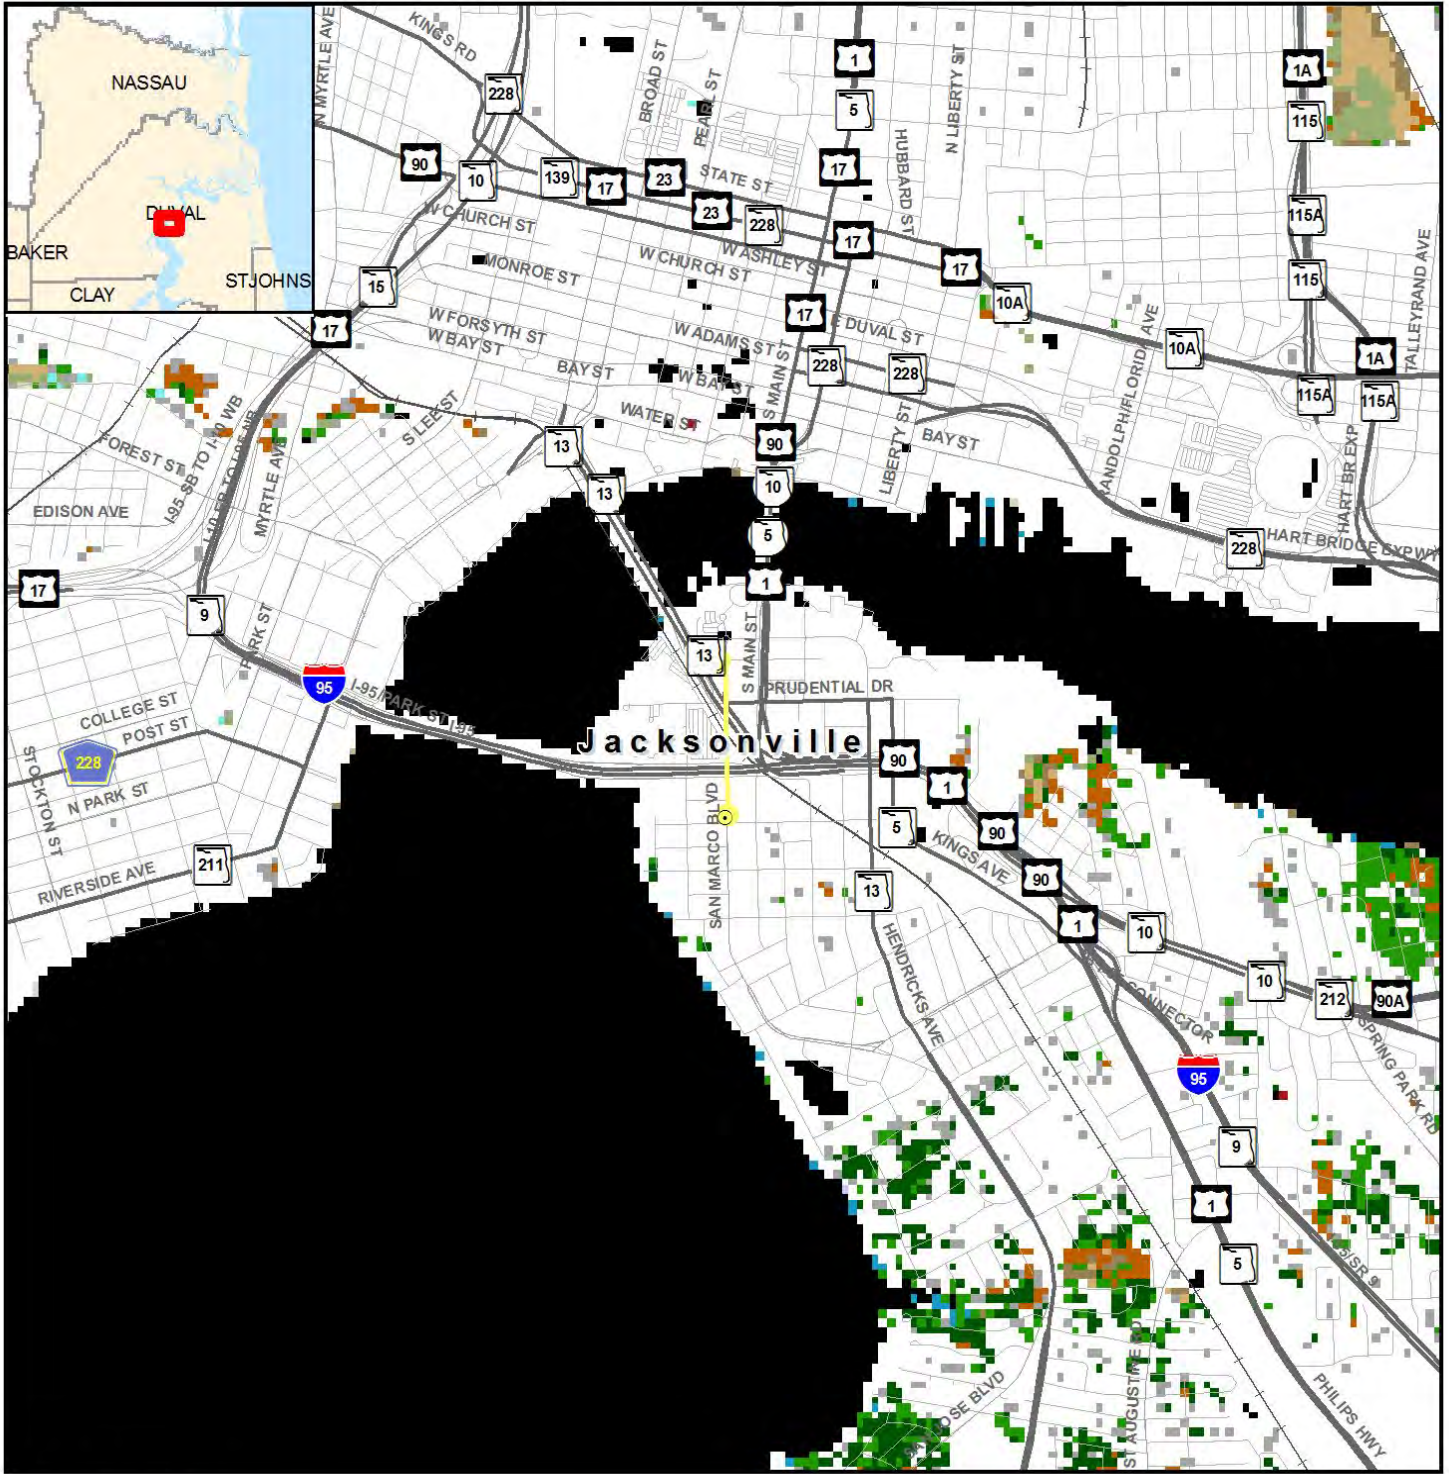 NASSAU
DUVAL
BAKER
CLAY
ST JOHNS
N MYRTLE AVE
KINGS RD
228
BROAD ST
PEARL ST
1
5
N LIBERTY ST
HUBBARD ST
1A
115
90
10
139
17
23
STATE ST
17
23
228
17
17
115A
W CHURCH ST
W CHURCH ST
W ASHLEY ST
MONROE ST
15
10A
115
17
W FORSYTH ST
W BAY ST
W ADAMS ST
17
E DUVAL ST
RANDOLPH/FLORIDA AVE
10A
1A
TALLEYRAND AVE
BAY ST
W BAY ST
S MAIN ST
228
228
115A
115A
S LEE ST
WATER ST
90
LIBERTY ST
BAY ST
FOREST ST
I-95 SB TO I-10 WB
MYRTLE AVE
13
13
10
5
1
HART BR EXP
EDISON AVE
228
HART BRIDGE EXPWY
17
9
PARK ST
95
I-95/PARK ST I-95
13
S MAIN ST
PRUDENTIAL DR
COLLEGE ST
POST ST
Jacksonville
228
STOCKTON ST
N PARK ST
90
1
SAN MARCO BLVD
5
90
KINGS AVE
90
211
RIVERSIDE AVE
13
1
10
HENDRICKS AVE
10
212
90A
CONNECTOR
SPRING PARK RD
95
9
1
5
I-95/SR 9
ST AUGUSTINE RD
PHILIPS HWY